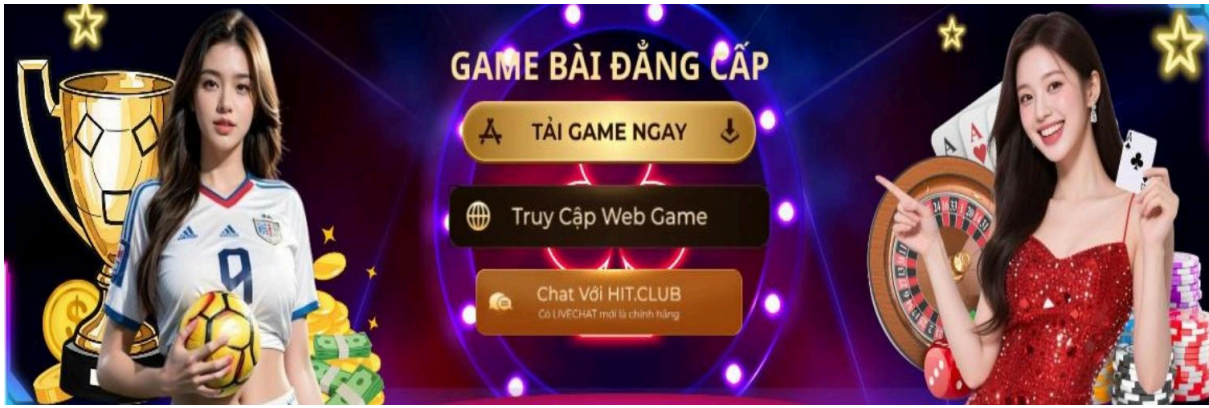 GAME BÀI ĐẲNG CẤP
TẢI GAME NGAY
Truy Cập Web Game
Chat Với HIT.CLUB
Có LIVECHAT mới là chính hãng
9
A
A
A